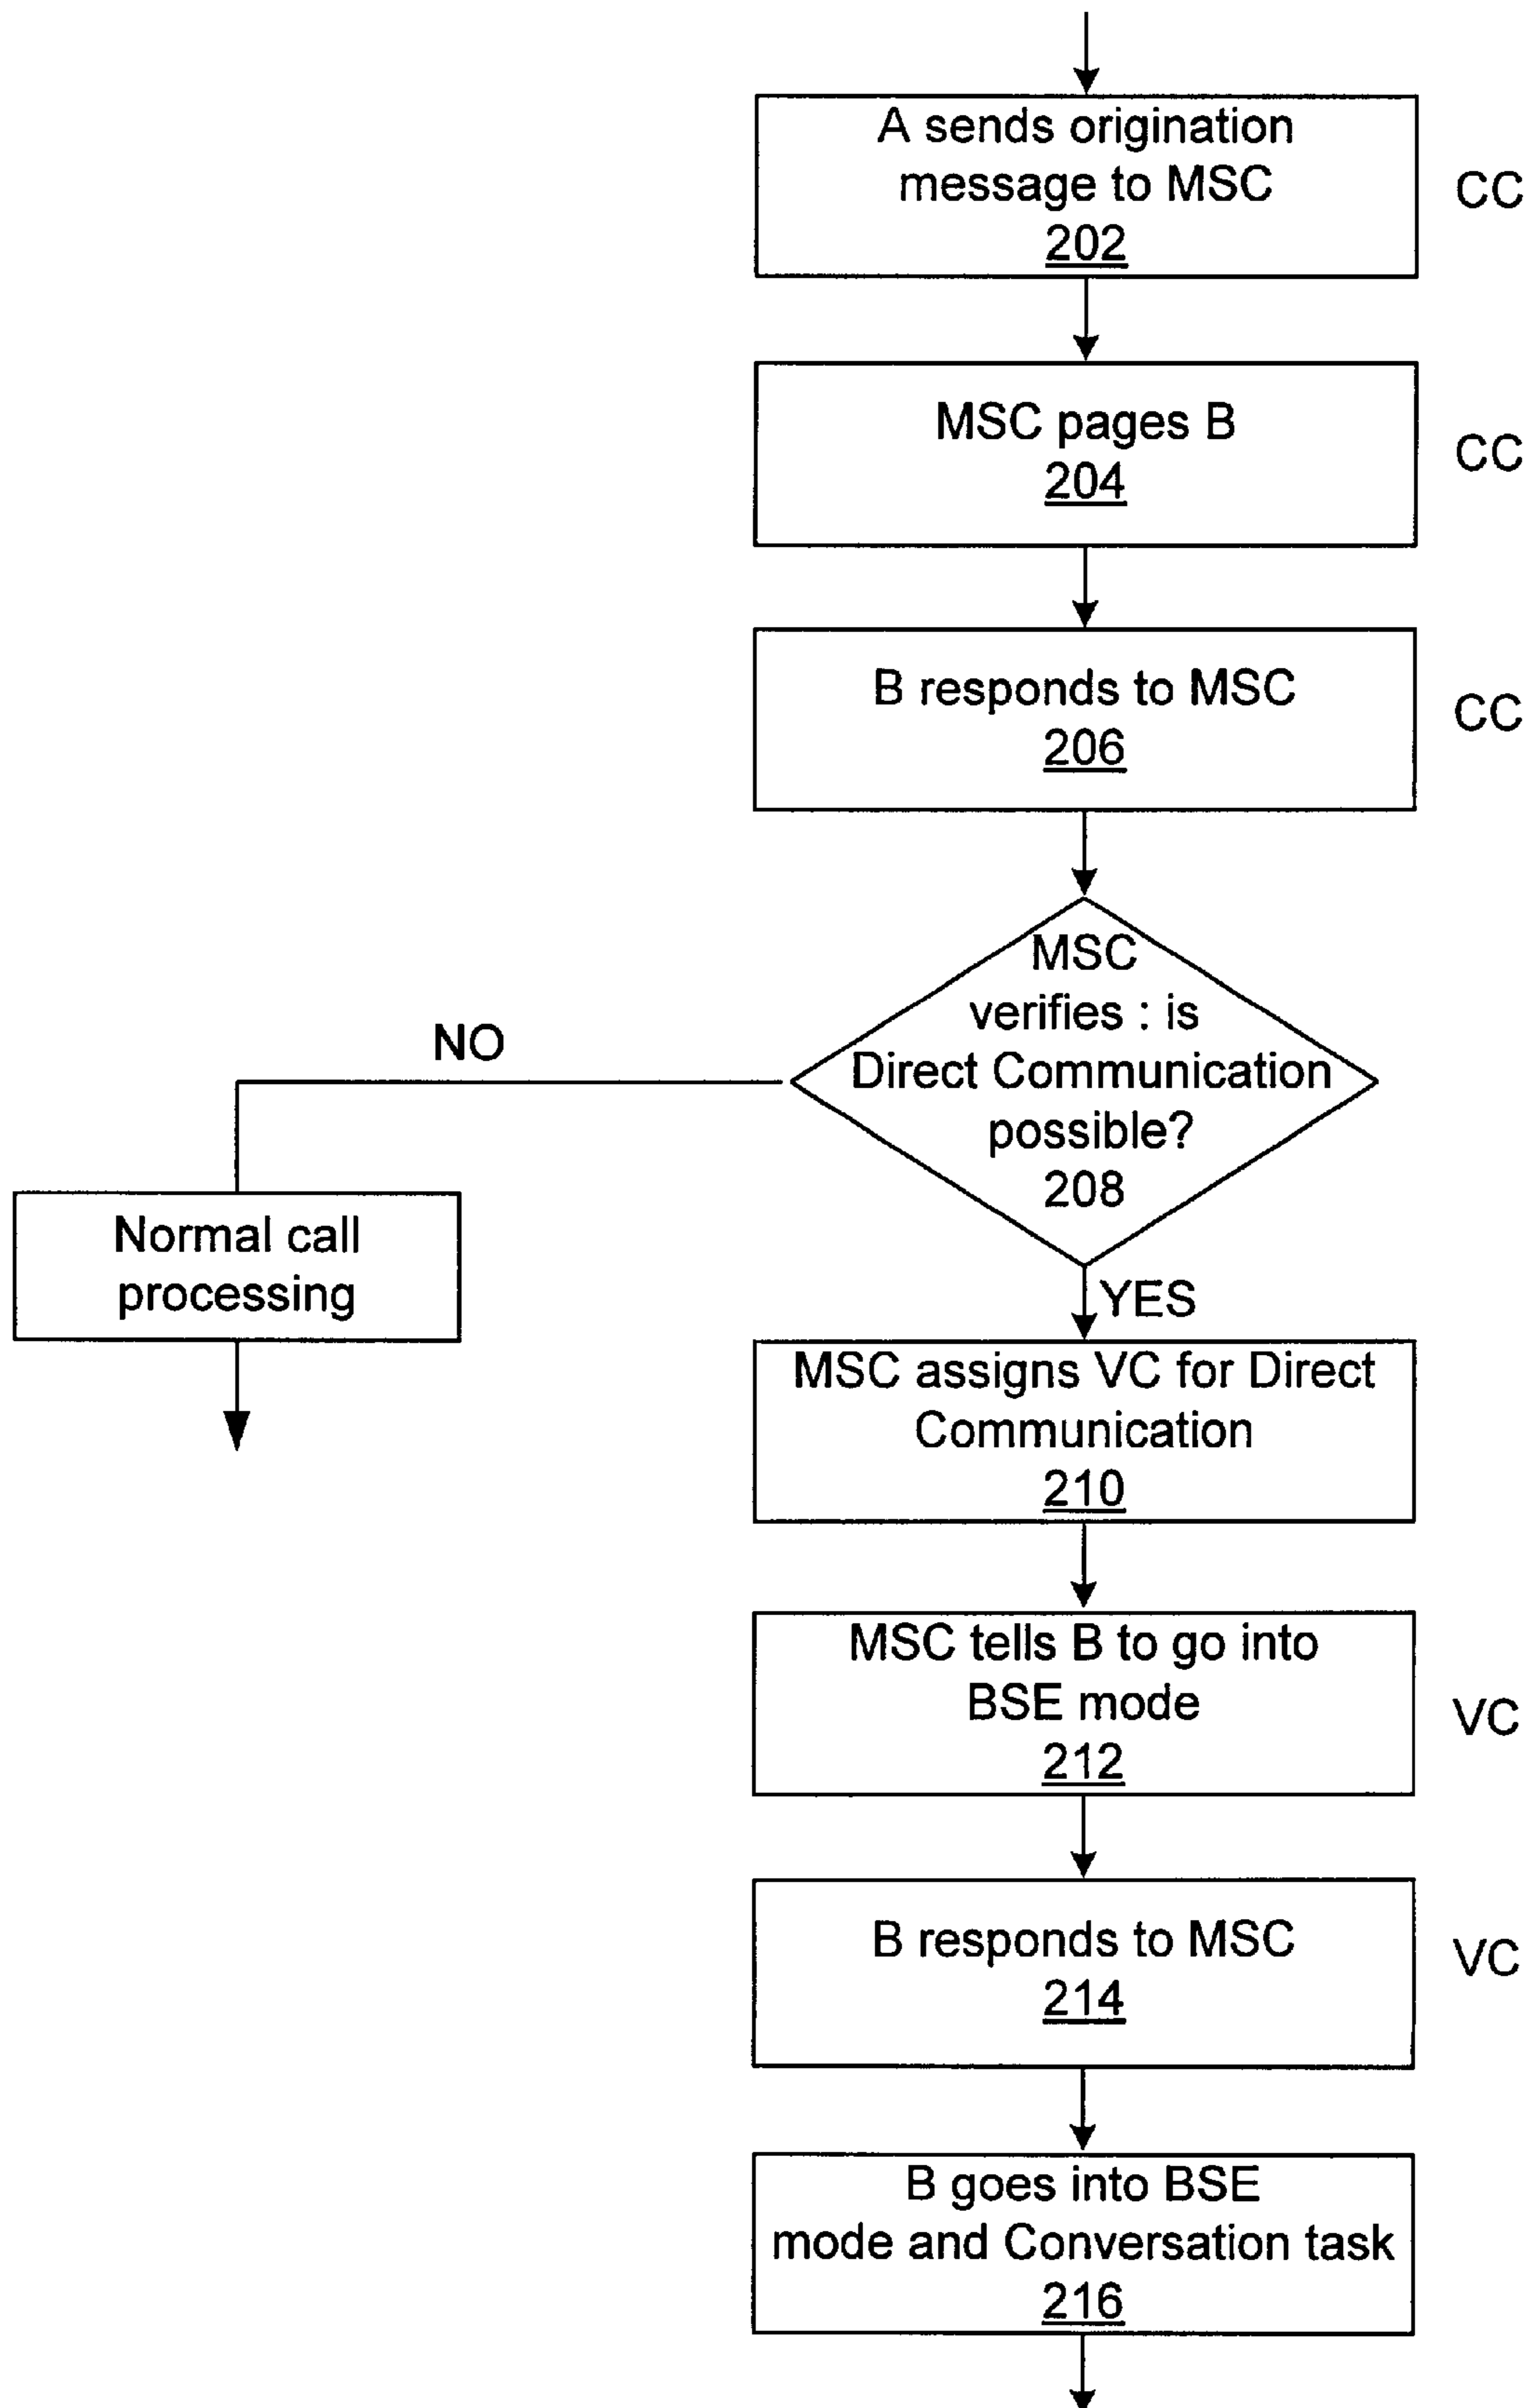 A sends origination
message to MSC
202
CC
MSC pages B
204
CC
B responds to MSC
206
CC
MSC
verifies : is
Direct Communication
possible?
208
NO
Normal call
processing
YES
MSC assigns VC for Direct
Communication
210
MSC tells B to go into
BSE mode
212
VC
B responds to MSC
214
VC
B goes into BSE
mode and Conversation task
216